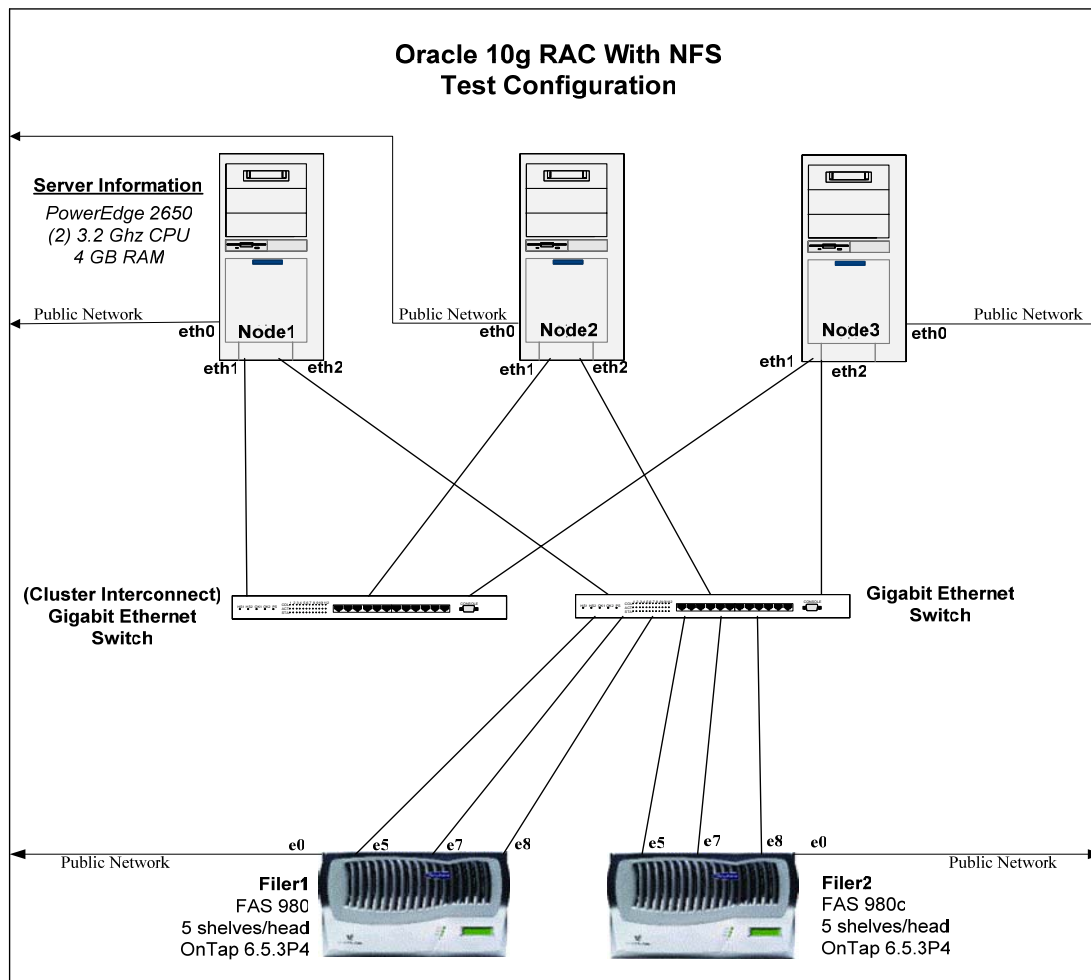 Oracle 10g RAC With NFS
Test Configuration
Server Information
PowerEdge 2650
(2) 3.2 Ghz CPU
4 GB RAM
Public Network
eth0
Node1
eth1
eth2
Public Network
eth0
Node2
eth1
eth2
Node3
eth0
Public Network
eth1
eth2
(Cluster Interconnect)
Gigabit Ethernet
Switch
CONSOLE
CONSOLE
Gigabit Ethernet
Switch
e0
e5
e7
e8
e5
e7
e8
e0
Public Network
Public Network
Filer1
FAS 980
5 shelves/head
OnTap 6.5.3P4
Filer2
FAS 980c
5 shelves/head
OnTap 6.5.3P4